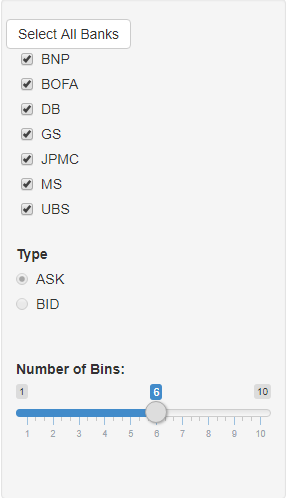 Select All Banks
BNP
BOFA
DB
GS
JPMC
MS
UBS
Type
ASK
BID
Number of Bins:
1 6 10
1 2 3 4 5 6 7 8 9 10